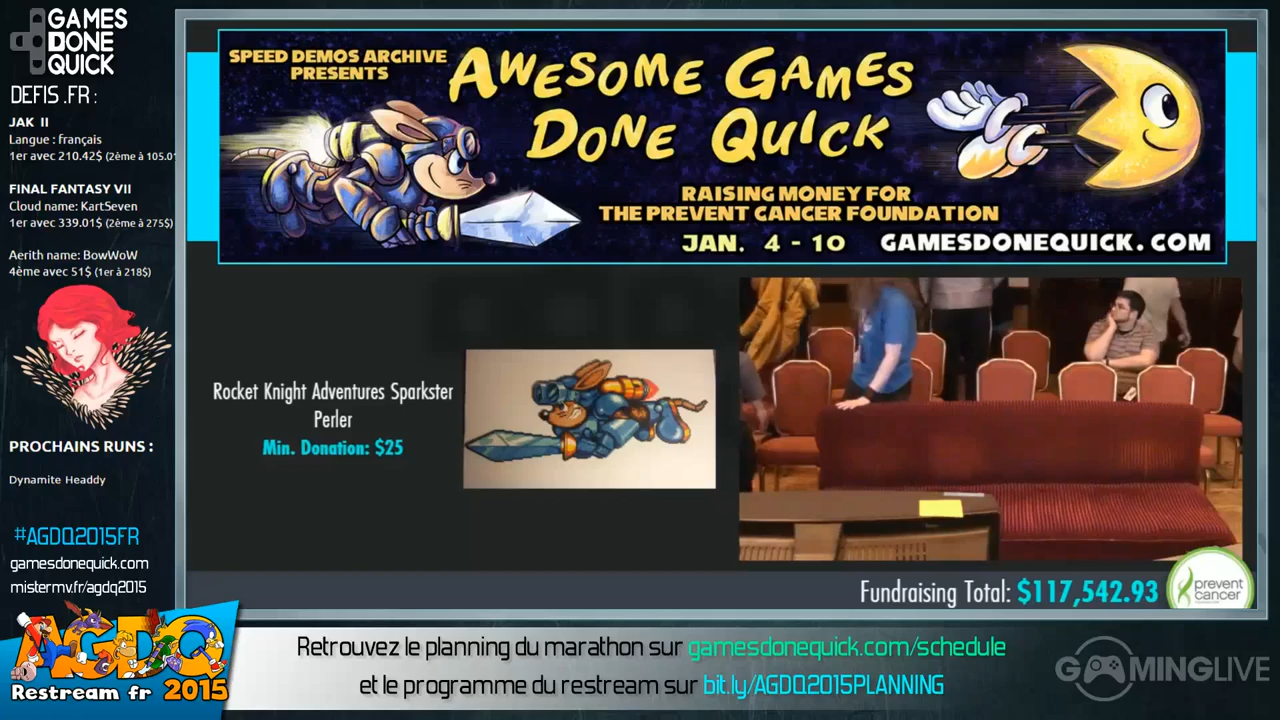 GAMES
DONE
QUICK
DEFIS .FR :
JAK II
Langue : français
1er avec 210.42$ (2ème à 105.01
FINAL FANTASY VII
Cloud name: KartSeven
1er avec 339.01$ (2ème à 275$)
Aerith name: BowWoW
4ème avec 51$ (1er à 218$)
PROCHAINS RUNS :
Dynamite Headdy
#AGDQ2015FR
gamesdonequick.com
mistermv.fr/agdq2015
AGDQ
Restream fr 2015
SPEED DEMOS ARCHIVE
PRESENTS
AWESOME GAMES
DONE QUICK
RAISING MONEY FOR
THE PREVENT CANCER FOUNDATION
JAN. 4 - 10 GAMESDONEQUICK.COM
Rocket Knight Adventures Sparkster
Perler
Min. Donation: $25
Fundraising Total: $117,542.93
prevent
cancer
Retrouvez le planning du marathon sur gamesdonequick.com/schedule
et le programme du restream sur bit.ly/AGDQ2015PLANNING
GAMINGLIVE